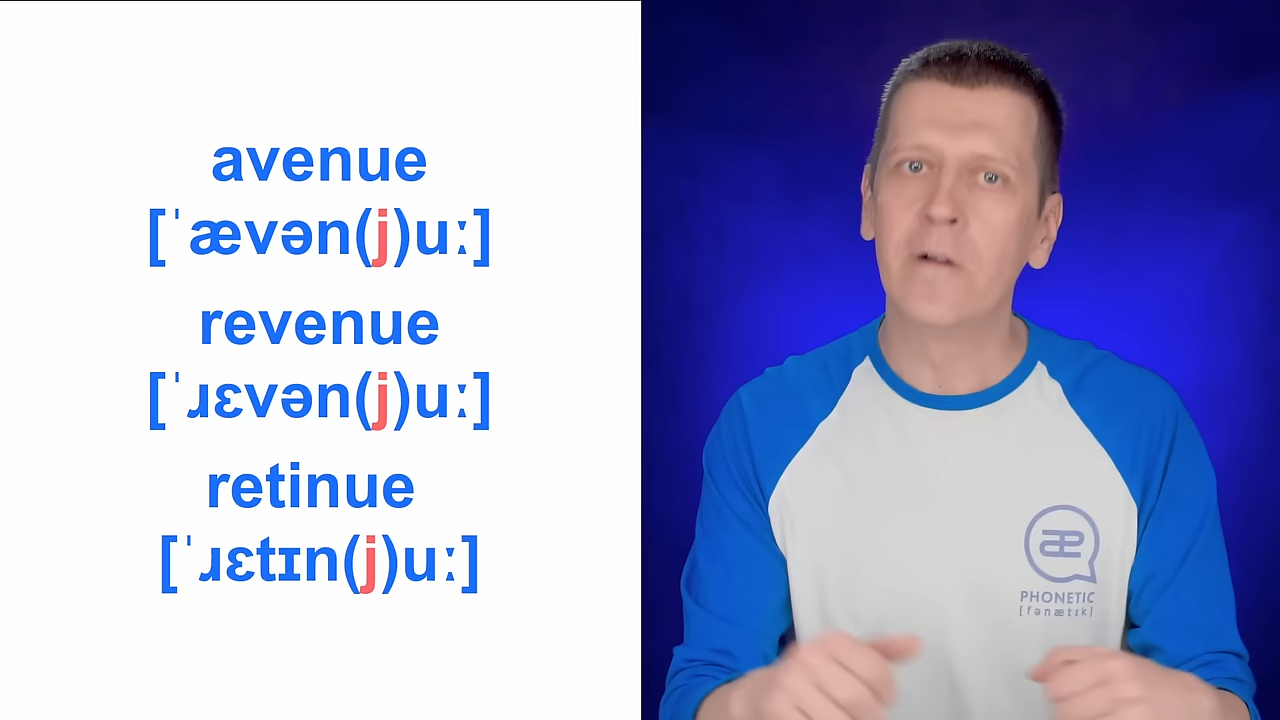 avenue
[ˈævən(j)uː]
revenue
[ˈɹɛvən(j)uː]
retinue
[ˈɹɛtɪn(j)uː]
æ
PHONETIC
[fənætɪk]